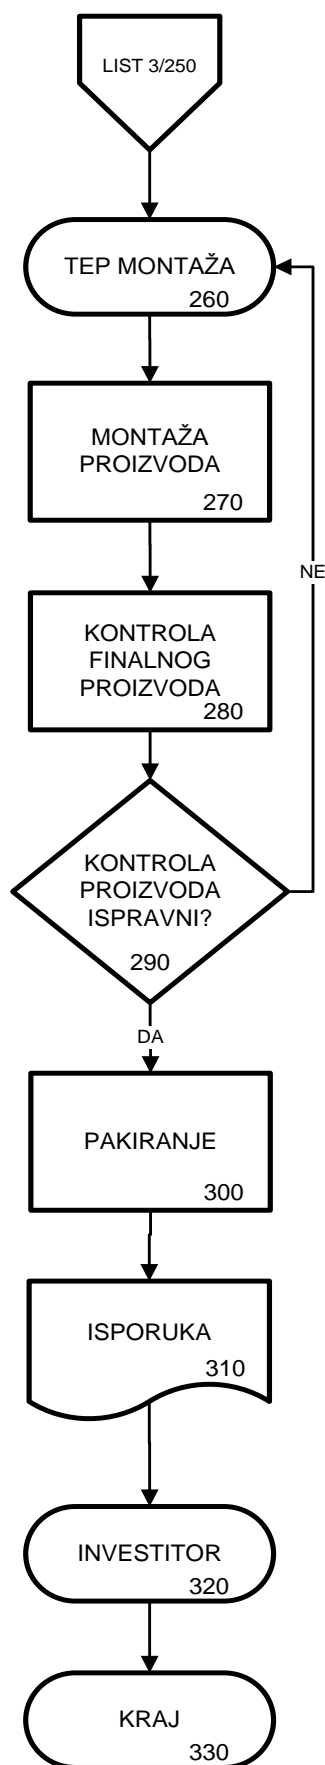 LIST 3/250
TEP MONTAŽA
260
MONTAŽA
PROIZVODA
270
NE
KONTROLA
FINALNOG
PROIZVODA
280
KONTROLA
PROIZVODA
ISPRAVNI?
290
DA
PAKIRANJE
300
ISPORUKA
310
INVESTITOR
320
KRAJ
330